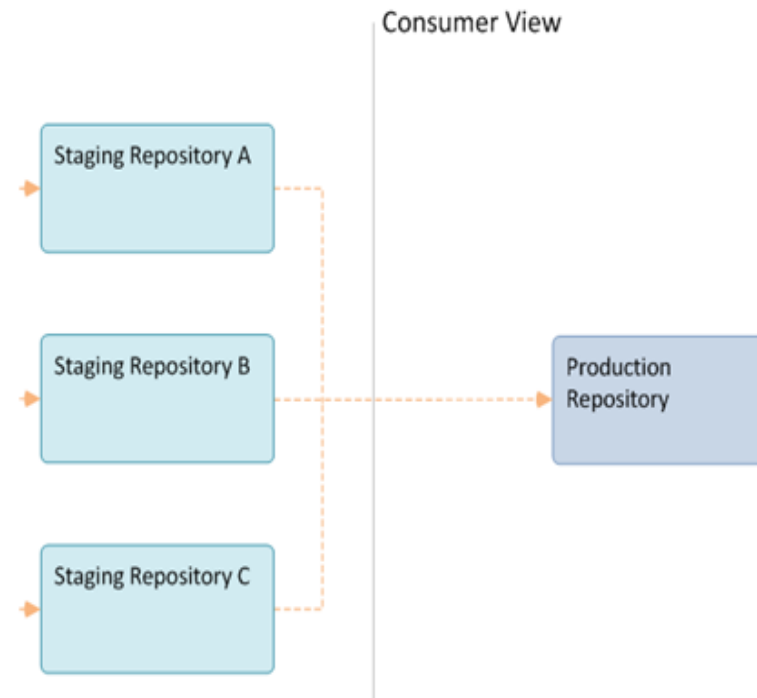 Consumer View
Staging Repository A
Staging Repository B
Production
Repository
Staging Repository C